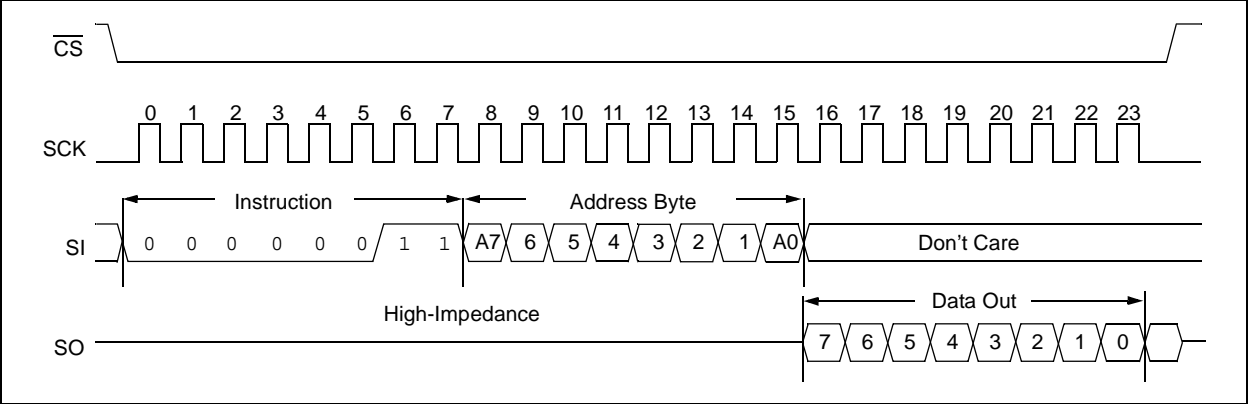 CS
0 1 2 3 4 5 6 7 8 9 10 11 12 13 14 15 16 17 18 19 20 21 22 23
SCK
Instruction Address Byte
SI 0 0 0 0 0 0 1 1 A7 6 5 4 3 2 1 A0 Don't Care
Data Out
High-Impedance
SO 7 6 5 4 3 2 1 0